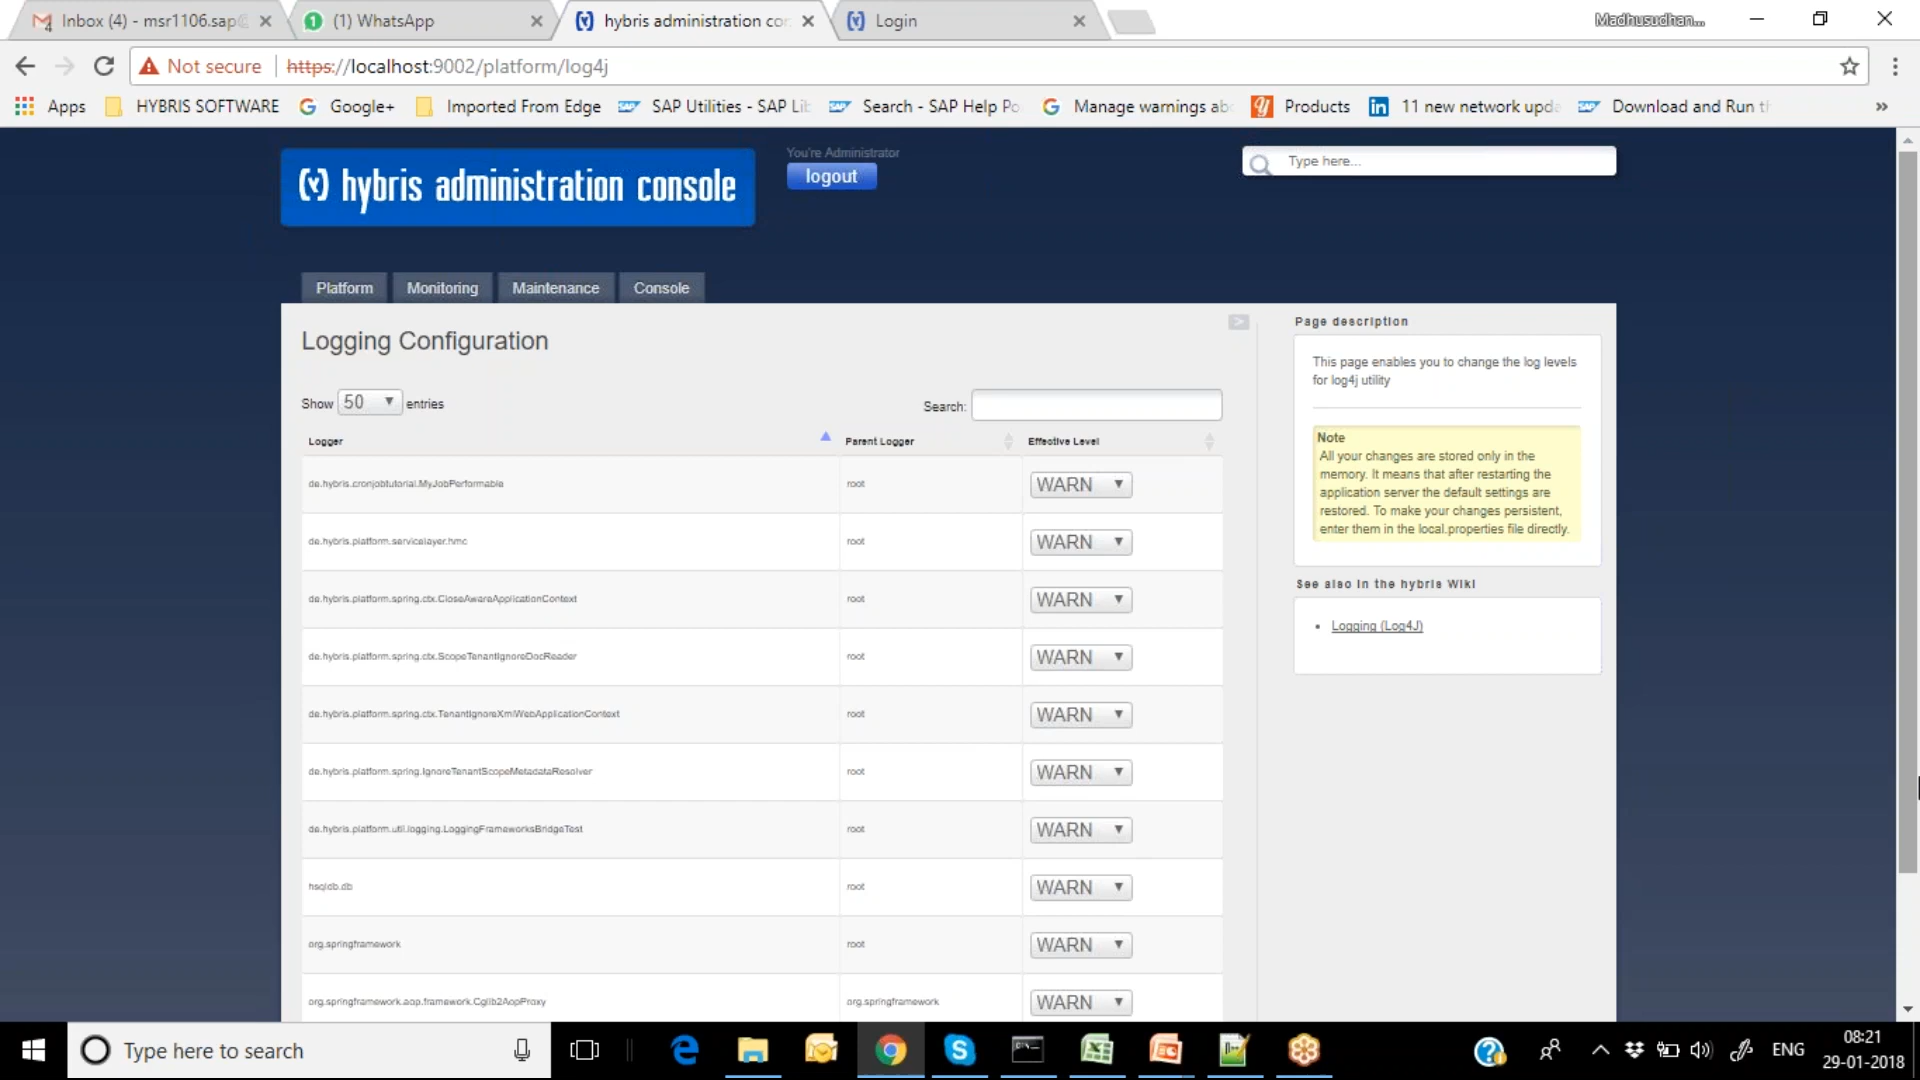 Inbox (4) - msr1106.sap@
(1) WhatsApp
hybris administration con
Login
Madhusudhan...
Not secure
https://localhost:9002/platform/log4j
Apps
HYBRIS SOFTWARE
Google+
Imported From Edge
SAP Utilities - SAP Lib
Search - SAP Help Po
Manage warnings abo
Products
11 new network upda
Download and Run th
»
(y) hybris administration console
You're Administrator
logout
Type here...
Platform
Monitoring
Maintenance
Console
Logging Configuration
Show 50 entries
Search:
Logger
Parent Logger
Effective Level
de.hybris.cronjobtutorial.MyJobPerformable
root
WARN
de.hybris.platform.servicelayer.hmc
root
WARN
de.hybris.platform.spring.ctx.CloseAwareApplicationContext
root
WARN
de.hybris.platform.spring.ctx.ScopeTenantIgnoreDocReader
root
WARN
de.hybris.platform.spring.ctx.TenantIgnoreXmlWebApplicationContext
root
WARN
de.hybris.platform.spring.IgnoreTenantScopeMetadataResolver
root
WARN
de.hybris.platform.util.logging.LoggingFrameworksBridgeTest
root
WARN
hsqldb.db
root
WARN
org.springframework
root
WARN
org.springframework.aop.framework.Cglib2AopProxy
org.springframework
WARN
Page description
This page enables you to change the log levels
for log4j utility
Note
All your changes are stored only in the
memory. It means that after restarting the
application server the default settings are
restored. To make your changes persistent,
enter them in the local.properties file directly.
See also in the hybris Wiki
Logging (Log4J)
Type here to search
ENG
08:21
29-01-2018